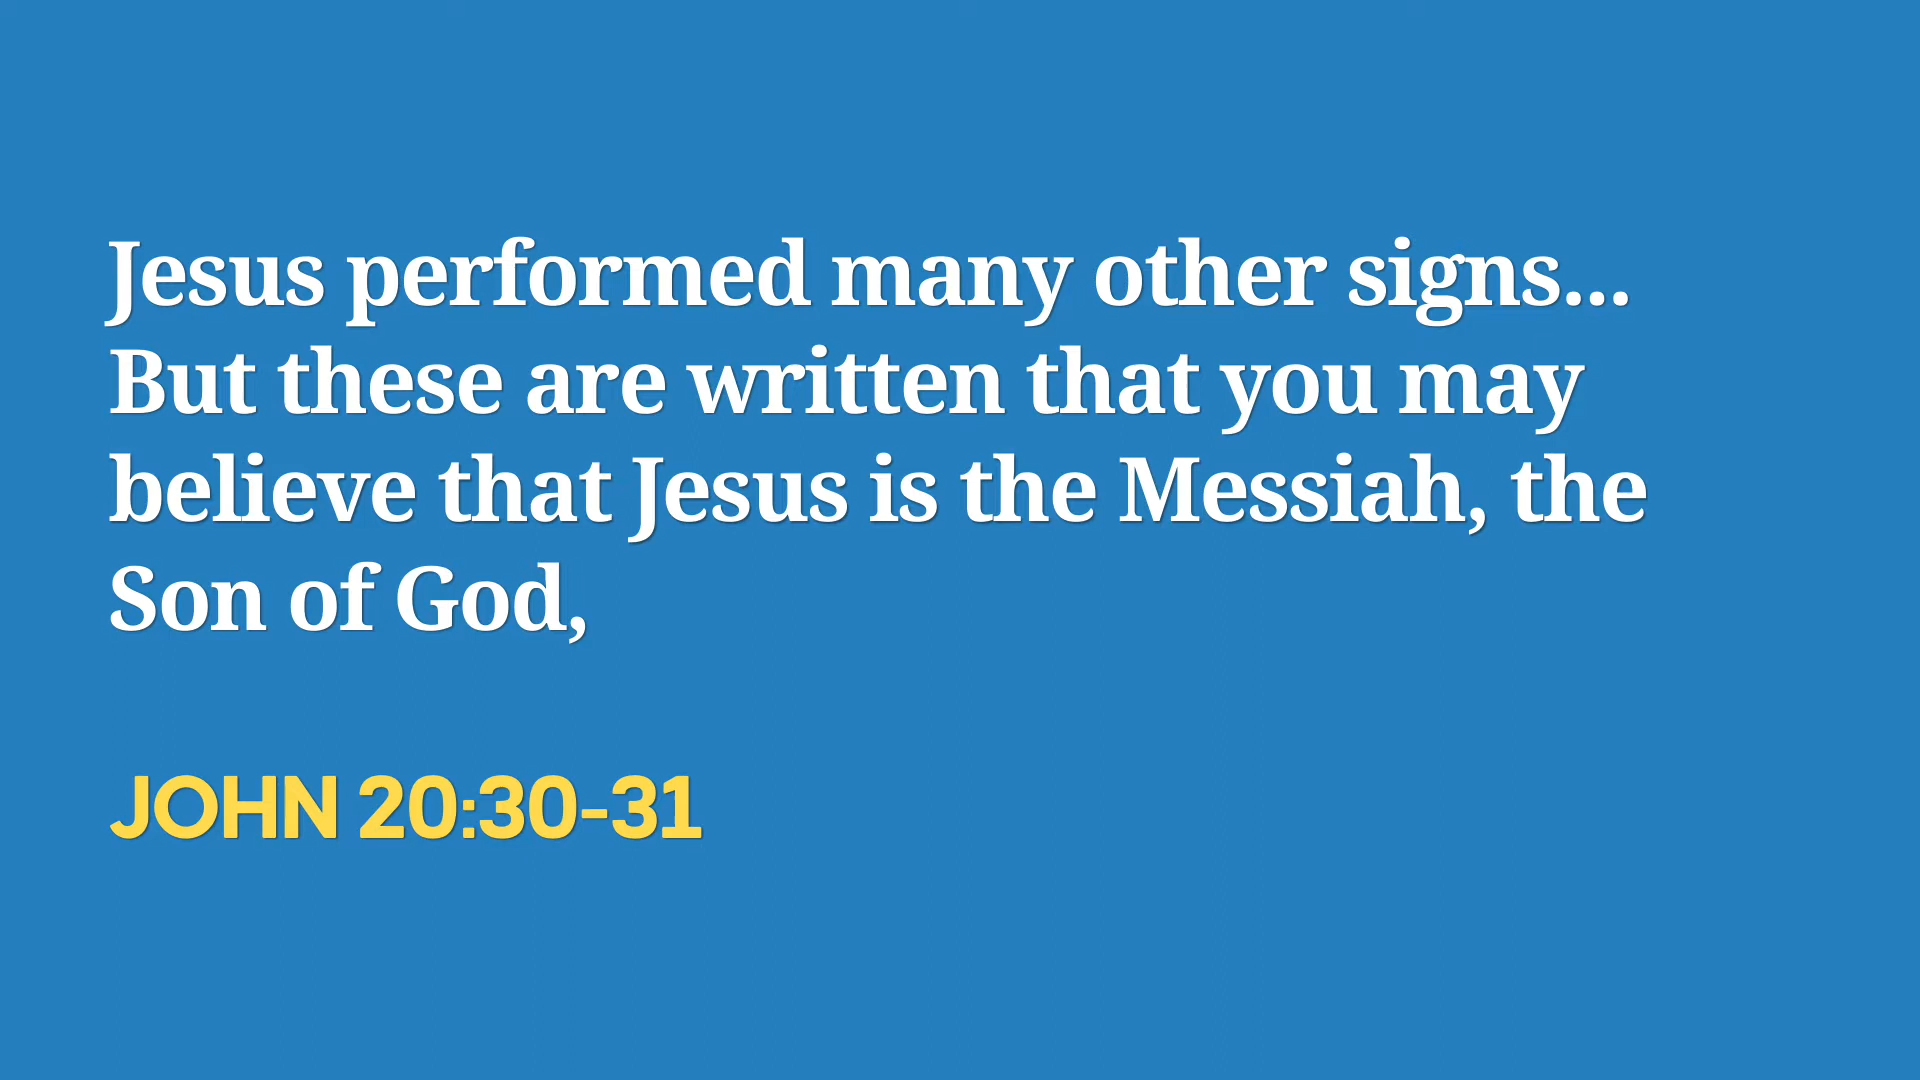 Jesus performed many other signs...
But these are written that you may
believe that Jesus is the Messiah, the
Son of God,
JOHN 20:30-31